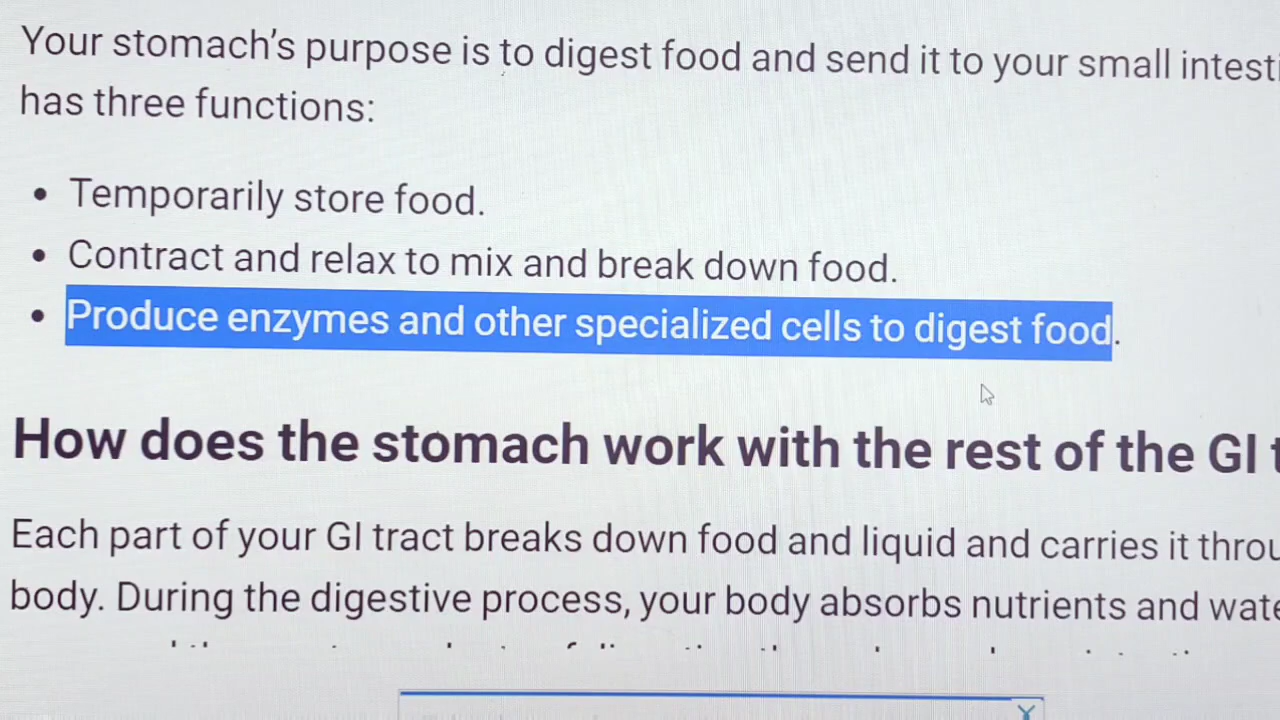 Your stomach's purpose is to digest food and send it to your small
has three functions:
• Temporarily store food.
• Contract and relax to mix and break down food.
• Produce enzymes and other specialized cells to digest food.
How does the stomach work with the rest of the GI
Each part of your GI tract breaks down food and liquid and carries it
body. During the digestive process, your body absorbs nutrients and